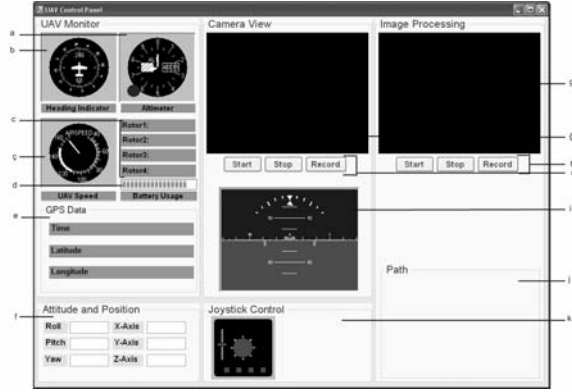 UAV Control Panel
UAV Monitor
Camera View
Image Processing
a
b
Heading Indicator
Altimeter
c
Rotor1:
Rotor2:
Rotor3:
Rotor4:
AIRSPEED
ç
d
UAV Speed
Battery Usage
Start
Stop
Record
Start
Stop
Record
GPS Data
e
Time
Latitude
Langitude
i
Path
j
Attitude and Position
f
Roll
X-Axis
Pitch
Y-Axis
Yaw
Z-Axis
Joystick Control
k